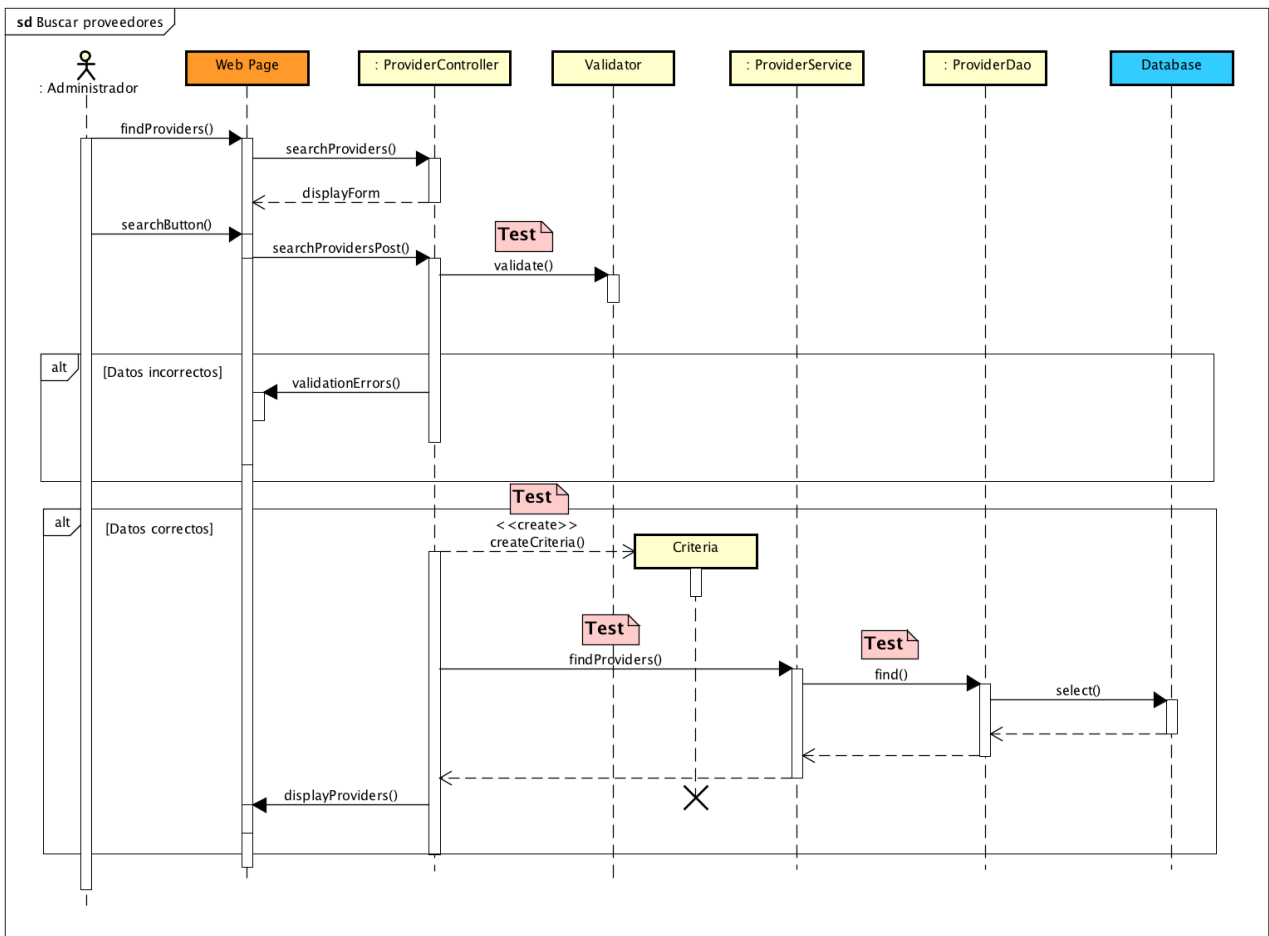 sd Buscar proveedores
: Administrador
Web Page
: ProviderController
Validator
: ProviderService
: ProviderDao
Database
findProviders()
searchProviders()
displayForm
searchButton()
Test
searchProvidersPost()
validate()
alt
[Datos incorrectos]
validationErrors()
Test
alt
[Datos correctos]
<<create>>
createCriteria()
Criteria
Test
Test
findProviders()
find()
select()
displayProviders()